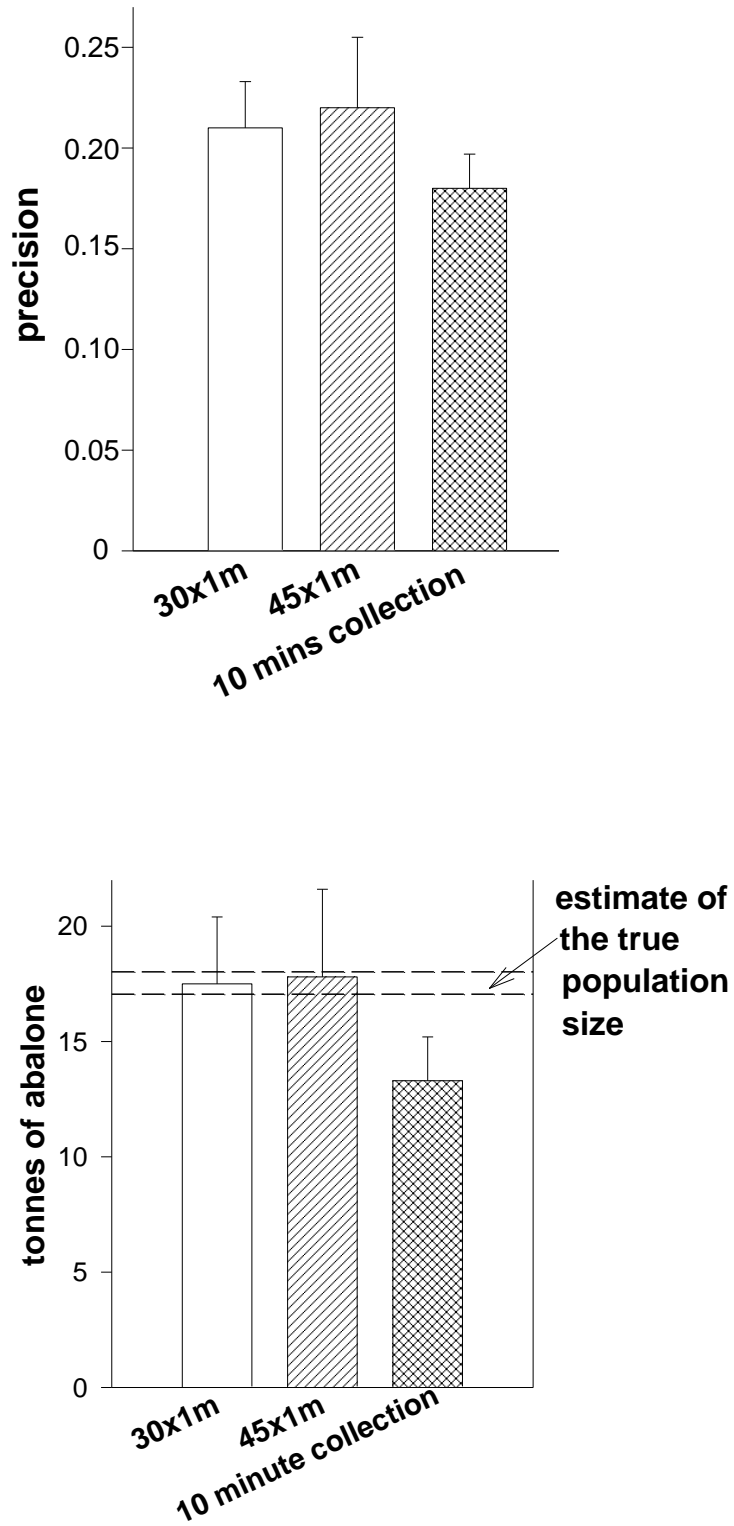 0.25
0.20
0.15
0.10
0.05
0
precision
30x1m
45x1m
10 mins collection
20
15
10
5
0
tonnes of abalone
estimate of
the true
population
size
30x1m
45x1m
10 minute collection